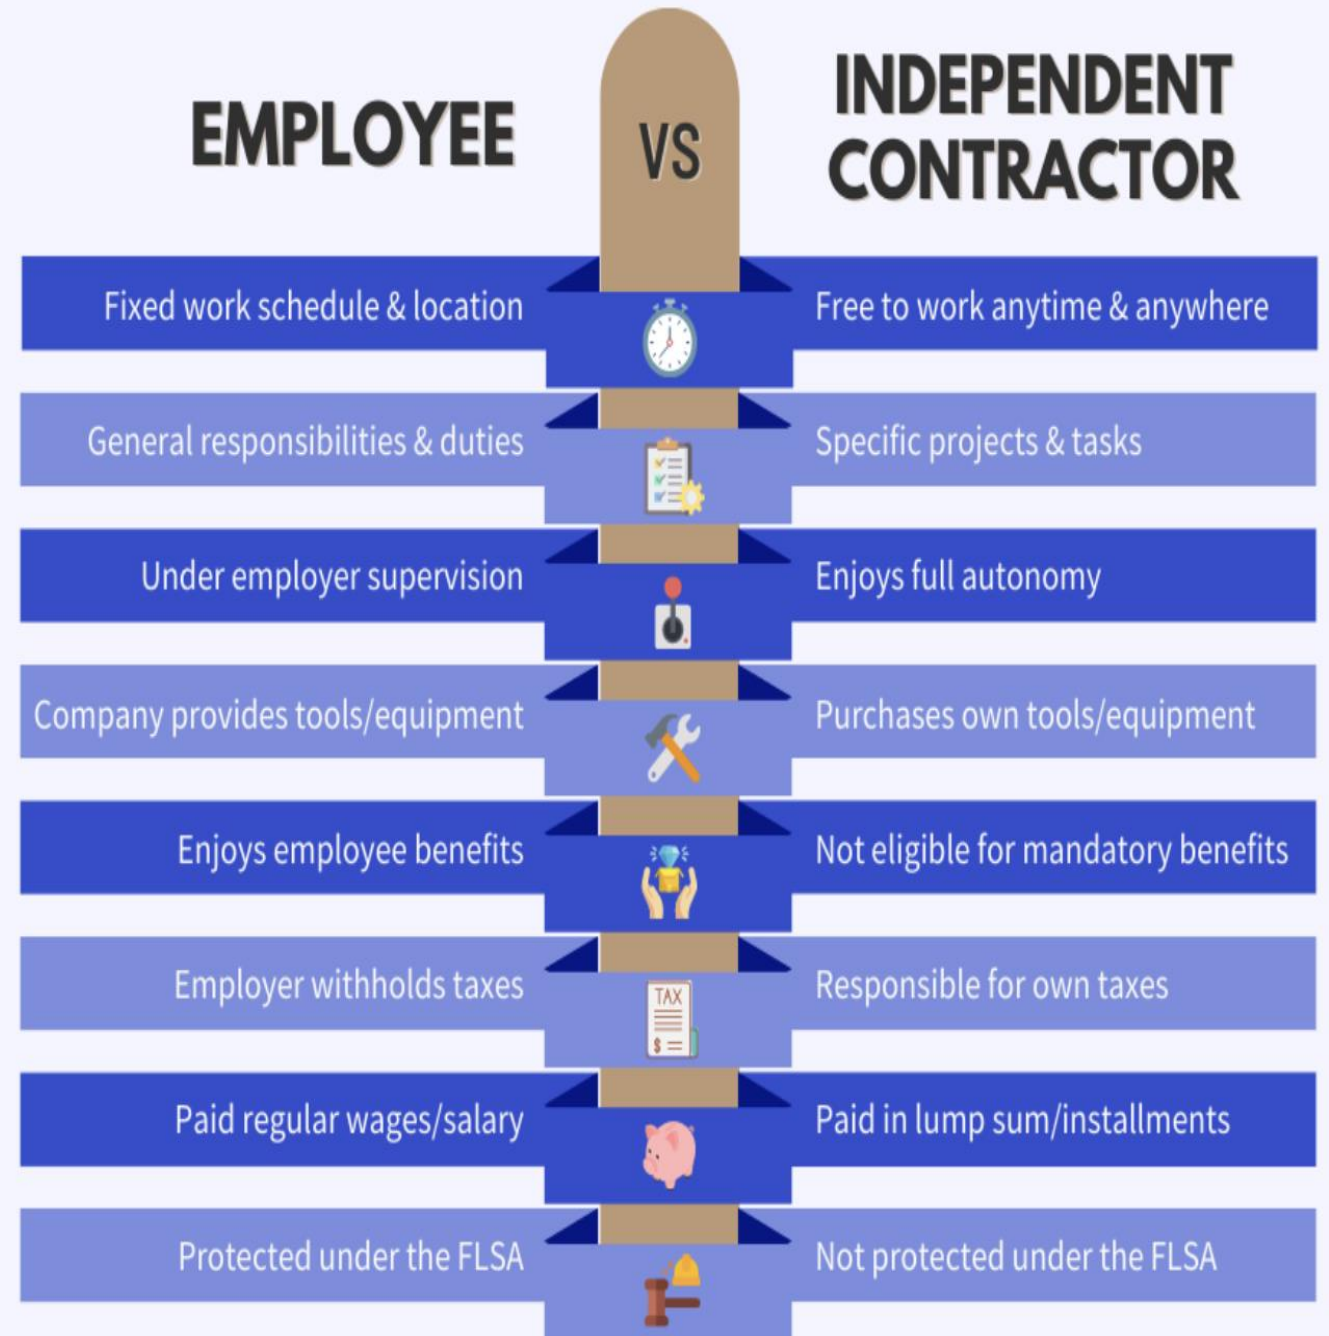 EMPLOYEE
VS
INDEPENDENT
CONTRACTOR
Fixed work schedule & location
Free to work anytime & anywhere
General responsibilities & duties
Specific projects & tasks
Under employer supervision
Enjoys full autonomy
Company provides tools/equipment
Purchases own tools/equipment
Enjoys employee benefits
Not eligible for mandatory benefits
Employer withholds taxes
Responsible for own taxes
TAX
$ =
Paid regular wages/salary
Paid in lump sum/installments
Protected under the FLSA
Not protected under the FLSA